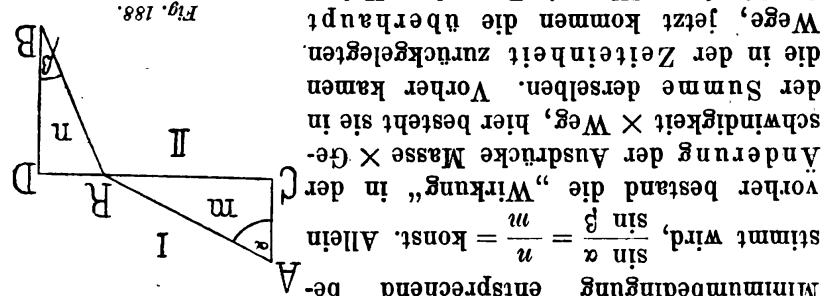 Minimumbedingung entsprechend be-
stimmt wird, sin α / sin β = n / m = konst. Allein
vorher bestand die „Wirkung“ in der
Änderung der Ausdrücke Masse × Ge-
schwindigkeit × Weg, hier besteht sie in
der Summe derselben. Vorher kamen
die in der Zeiteinheit zurückgelegten
Wege, jetzt kommen die überhaupt
A
α
I
m
C
R
D
II
n
β
B
Fig. 188.